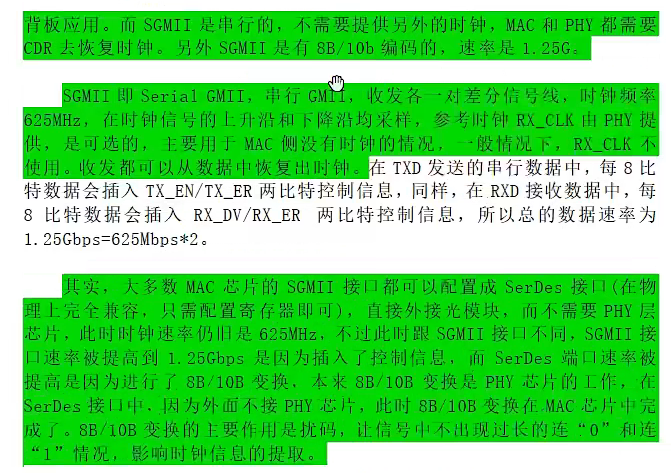 背板应用。而 SGMII 是串行的，不需要提供另外的时钟，MAC 和 PHY 都需要
CDR 去恢复时钟。另外 SGMII 是有 8B/10b 编码的，速率是 1.25G。
SGMII 即 Serial GMII，串行 GMII，收发各一对差分信号线，时钟频率
625MHz，在时钟信号的上升沿和下降沿均采样，参考时钟 RX_CLK 由 PHY 提
供，是可选的，主要用于 MAC 侧没有时钟的情况，一般情况下，RX_CLK 不
使用。收发都可以从数据中恢复出时钟。在 TXD 发送的串行数据中，每 8 比
特数据会插入 TX_EN/TX_ER 两比特控制信息，同样，在 RXD 接收数据中，每
8 比特数据会插入 RX_DV/RX_ER 两比特控制信息，所以总的数据速率为
1.25Gbps=625Mbps*2。
其实，大多数 MAC 芯片的 SGMII 接口都可以配置成 SerDes 接口(在物
理上完全兼容，只需配置寄存器即可)，直接外接光模块，而不需要 PHY 层
芯片，此时时钟速率仍旧是 625MHz，不过此时跟 SGMII 接口不同，SGMII 接
口速率被提高到 1.25Gbps 是因为插入了控制信息，而 SerDes 端口速率被
提高是因为进行了 8B/10B 变换，本来 8B/10B 变换是 PHY 芯片的工作，在
SerDes 接口中，因为外面不接 PHY 芯片，此时 8B/10B 变换在 MAC 芯片中完
成了。8B/10B 变换的主要作用是扰码，让信号中不出现过长的连“0”和连
“1”情况，影响时钟信息的提取。